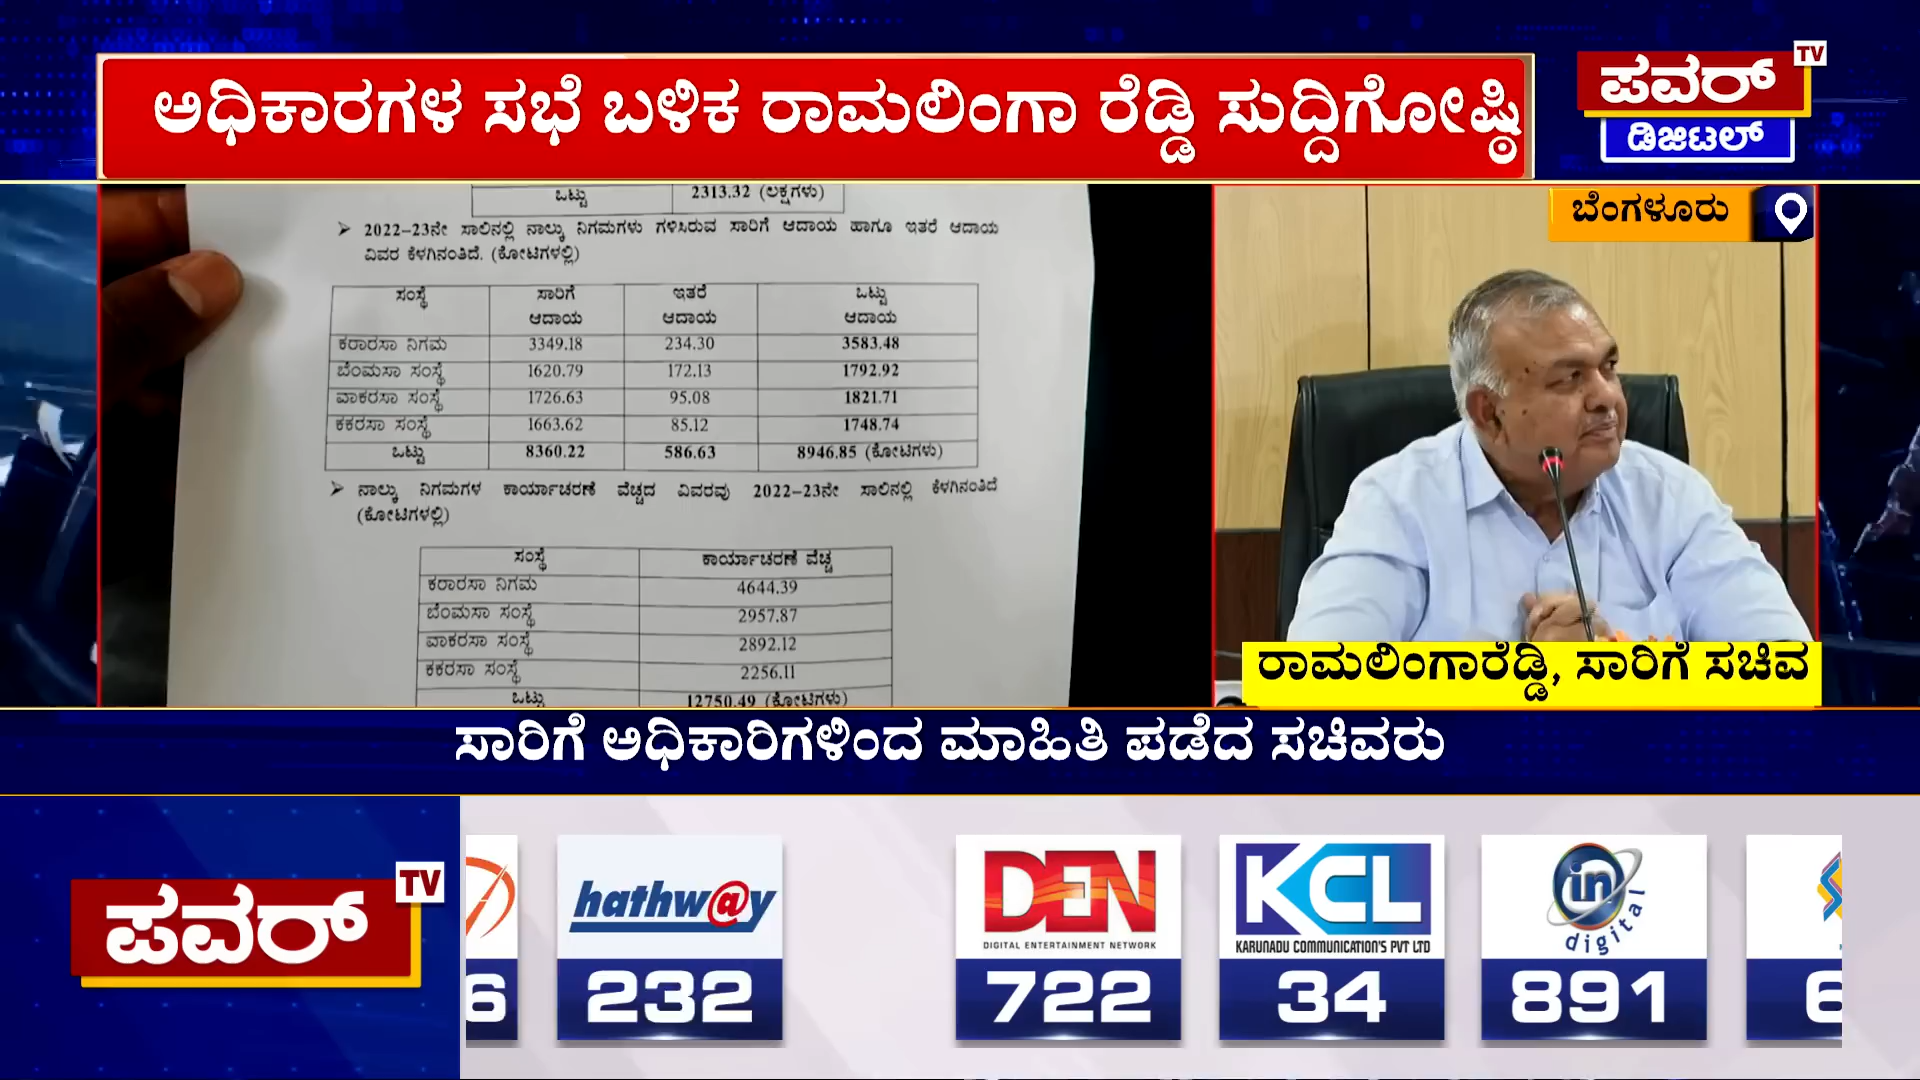 ಅಧಿಕಾರಗಳ ಸಭೆ ಬಳಿಕ ರಾಮಲಿಂಗಾ ರೆಡ್ಡಿ ಸುದ್ದಿಗೋಷ್ಠಿ
ಪವರ್ TV
ಡಿಜಿಟಲ್
ಬೆಂಗಳೂರು
ಒಟ್ಟು 2313.32 (ಲಕ್ಷಗಳು)
➢ 2022-23ನೇ ಸಾಲಿನಲ್ಲಿ ನಾಲ್ಕು ನಿಗಮಗಳು ಗಳಿಸಿರುವ ಸಾರಿಗೆ ಆದಾಯ ಹಾಗೂ ಇತರೆ ಆದಾಯ
ವಿವರ ಕೆಳಗಿನಂತಿದೆ. (ಕೋಟಿಗಳಲ್ಲಿ)
ಸಂಸ್ಥೆ ಸಾರಿಗೆ ಆದಾಯ ಇತರೆ ಆದಾಯ ಒಟ್ಟು ಆದಾಯ
ಕರಾರಸಾ ನಿಗಮ 3349.18 234.30 3583.48
ಬೆಂಮಸಾ ಸಂಸ್ಥೆ 1620.79 172.13 1792.92
ವಾಕರಸಾ ಸಂಸ್ಥೆ 1726.63 95.08 1821.71
ಕಕರಸಾ ಸಂಸ್ಥೆ 1663.62 85.12 1748.74
ಒಟ್ಟು 8360.22 586.63 8946.85 (ಕೋಟಿಗಳು)
➢ ನಾಲ್ಕು ನಿಗಮಗಳ ಕಾರ್ಯಾಚರಣೆ ವೆಚ್ಚದ ವಿವರವು 2022-23ನೇ ಸಾಲಿನಲ್ಲಿ ಕೆಳಗಿನಂತಿದೆ
(ಕೋಟಿಗಳಲ್ಲಿ)
ಸಂಸ್ಥೆ ಕಾರ್ಯಾಚರಣೆ ವೆಚ್ಚ
ಕರಾರಸಾ ನಿಗಮ 4644.39
ಬೆಂಮಸಾ ಸಂಸ್ಥೆ 2957.87
ವಾಕರಸಾ ಸಂಸ್ಥೆ 2892.12
ಕಕರಸಾ ಸಂಸ್ಥೆ 2256.11
ಒಟ್ಟು 12750.49 (ಕೋಟಿಗಳು)
ರಾಮಲಿಂಗಾರೆಡ್ಡಿ, ಸಾರಿಗೆ ಸಚಿವ
ಸಾರಿಗೆ ಅಧಿಕಾರಿಗಳಿಂದ ಮಾಹಿತಿ ಪಡೆದ ಸಚಿವರು
ಪವರ್ TV
6
hathw@y
232
DEN
DIGITAL ENTERTAINMENT NETWORK
722
KCL
KARUNADU COMMUNICATION'S PVT LTD
34
in
digital
891
6